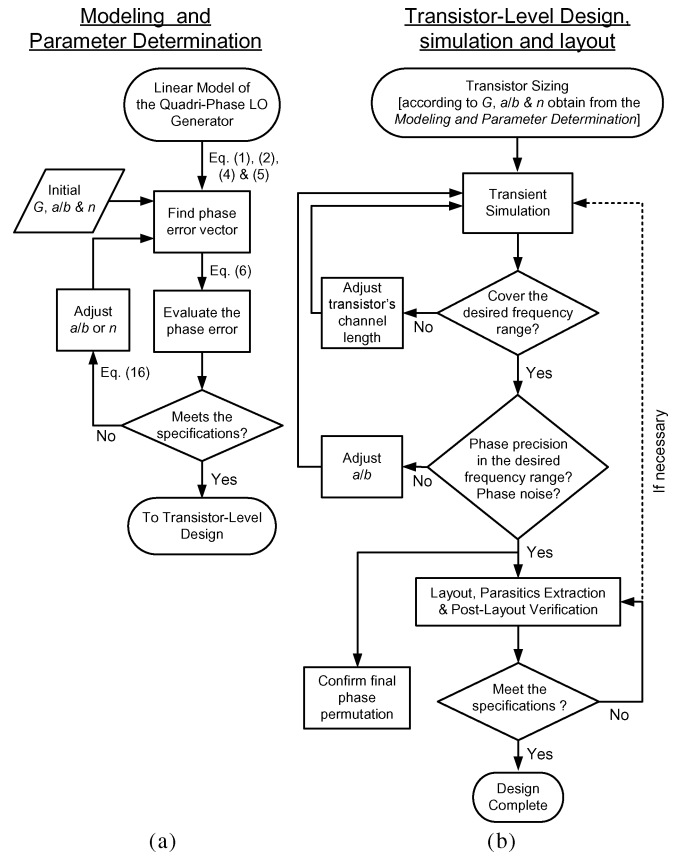 Modeling and
Parameter Determination
Linear Model of
the Quadri-Phase LO
Generator
Eq. (1), (2),
(4) & (5)
Initial
G, a/b & n
Find phase
error vector
Eq. (6)
Adjust
a/b or n
Evaluate the
phase error
Eq. (16)
Meets the
specifications?
No
Yes
To Transistor-Level
Design
(a)
Transistor-Level Design,
simulation and layout
Transistor Sizing
[according to G, a/b & n obtain from the
Modeling and Parameter Determination]
Transient
Simulation
Adjust
transistor's
channel
length
No
Cover the
desired frequency
range?
Yes
Adjust
a/b
No
Phase precision
in the desired
frequency range?
Phase noise?
If necessary
Yes
Layout, Parasitics Extraction
& Post-Layout Verification
Confirm final
phase
permutation
Meet the
specifications ?
No
Yes
Design
Complete
(b)